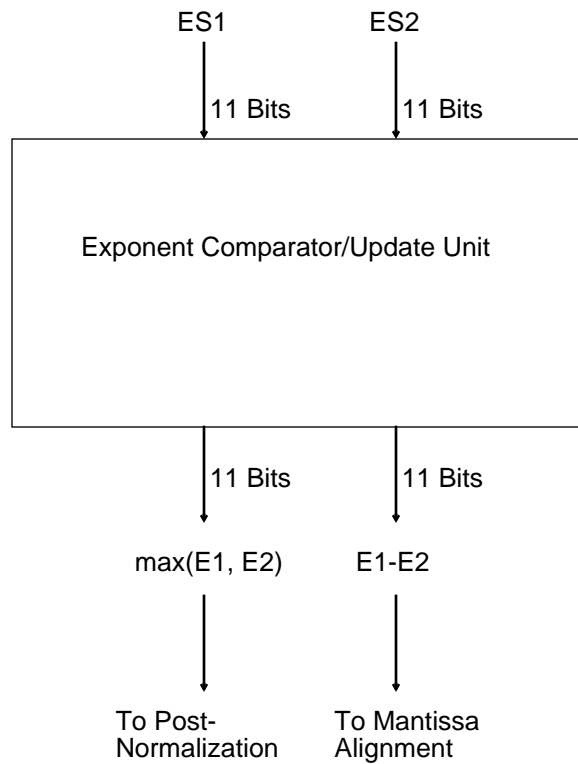 ES1 ES2
11 Bits 11 Bits
Exponent Comparator/Update Unit
11 Bits 11 Bits
max(E1, E2) E1-E2
To Post-
Normalization
To Mantissa
Alignment